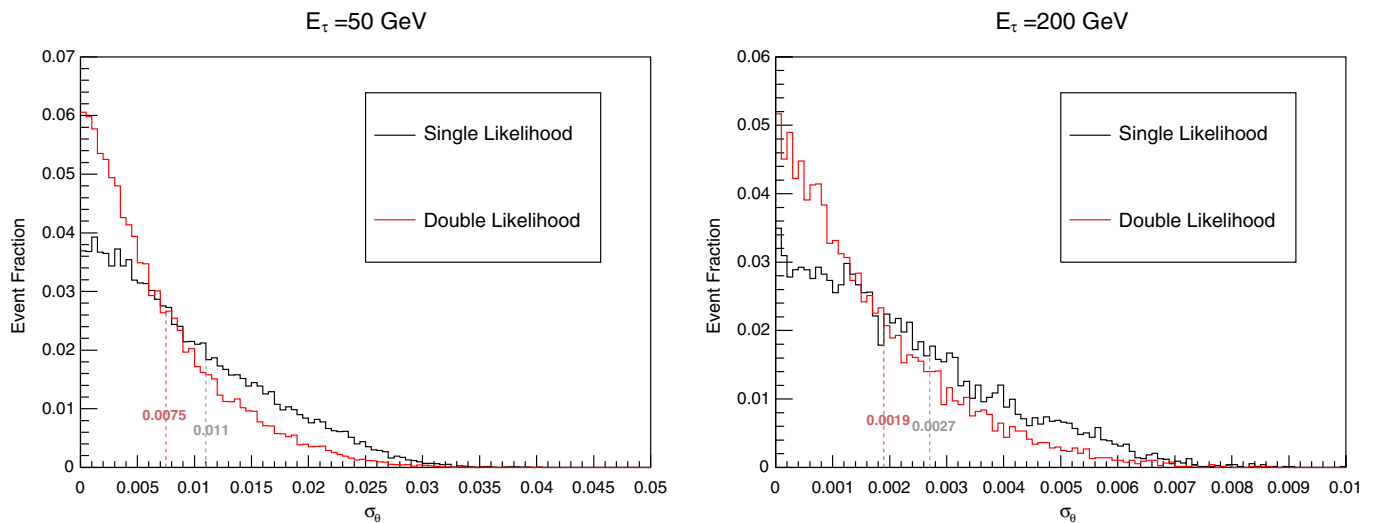 E_τ =50 GeV
Event Fraction
0.07
0.06
0.05
0.04
0.03
0.02
0.01
0
Single Likelihood
Double Likelihood
0.0075
0.011
0 0.005 0.01 0.015 0.02 0.025 0.03 0.035 0.04 0.045 0.05
σ_θ
E_τ =200 GeV
Event Fraction
0.06
0.05
0.04
0.03
0.02
0.01
0
Single Likelihood
Double Likelihood
0.0019
0.0027
0 0.001 0.002 0.003 0.004 0.005 0.006 0.007 0.008 0.009 0.01
σ_θ